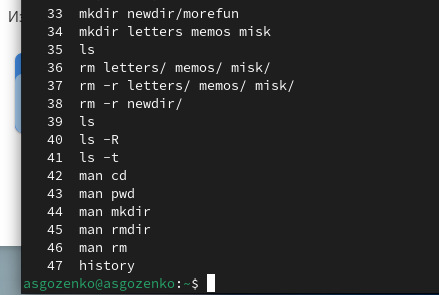 Из
33 mkdir newdir/morefun
34 mkdir letters memos misk
35 ls
36 rm letters/ memos/ misk/
37 rm -r letters/ memos/ misk/
38 rm -r newdir/
39 ls
40 ls -R
41 ls -t
42 man cd
43 man pwd
44 man mkdir
45 man rmdir
46 man rm
47 history
asgozenko@asgozenko:~$